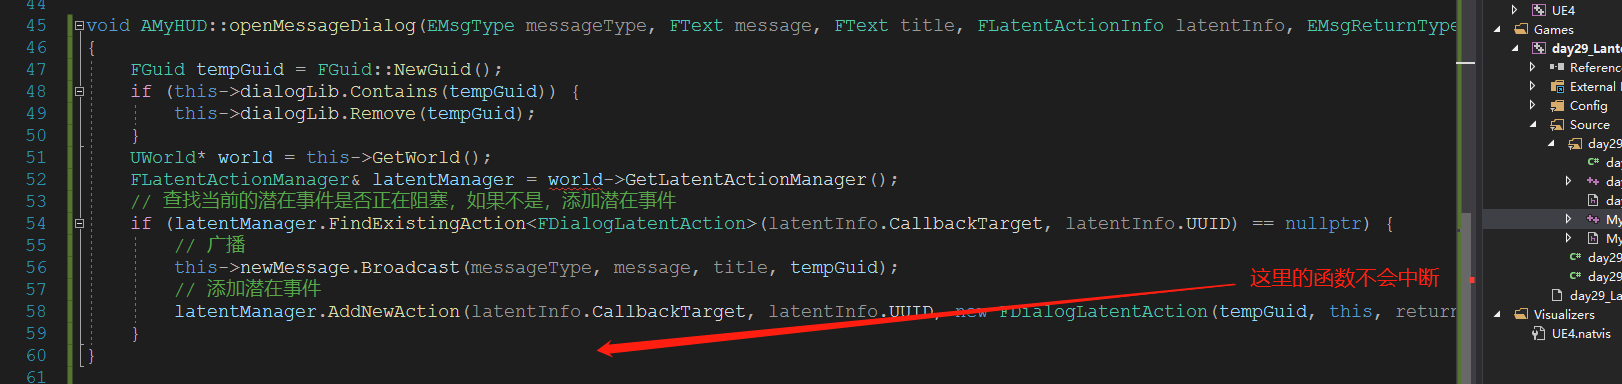 44
45 void AMyHUD::openMessageDialog(EMsgType messageType, FText message, FText title, FLatentActionInfo latentInfo, EMsgReturnType
46 {
47 FGuid tempGuid = FGuid::NewGuid();
48 if (this->dialogLib.Contains(tempGuid)) {
49 this->dialogLib.Remove(tempGuid);
50 }
51 UWorld* world = this->GetWorld();
52 FLatentActionManager& latentManager = world->GetLatentActionManager();
53 // 查找当前的潜在事件是否正在阻塞，如果不是，添加潜在事件
54 if (latentManager.FindExistingAction<FDialogLatentAction>(latentInfo.CallbackTarget, latentInfo.UUID) == nullptr) {
55 // 广播
56 this->newMessage.Broadcast(messageType, message, title, tempGuid);
57 // 添加潜在事件
58 latentManager.AddNewAction(latentInfo.CallbackTarget, latentInfo.UUID, new FDialogLatentAction(tempGuid, this, return
59 }
60 }
61
这里的函数不会中断
UE4
Games
day29_Lante
Reference
External
Config
Source
day29
da
da
da
My
My
day29
day29
day29_La
Visualizers
UE4.natvis